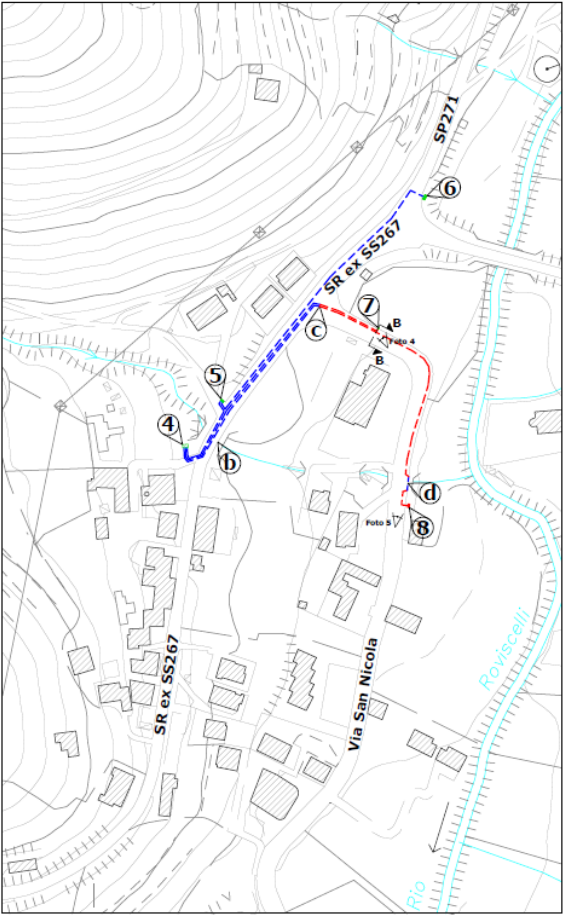 SP271
6
SR ex SS267
7
c
B
Foto 4
B
5
4
b
d
Foto 5
8
Roviscelli
SR ex SS267
Via San Nicola
Rio